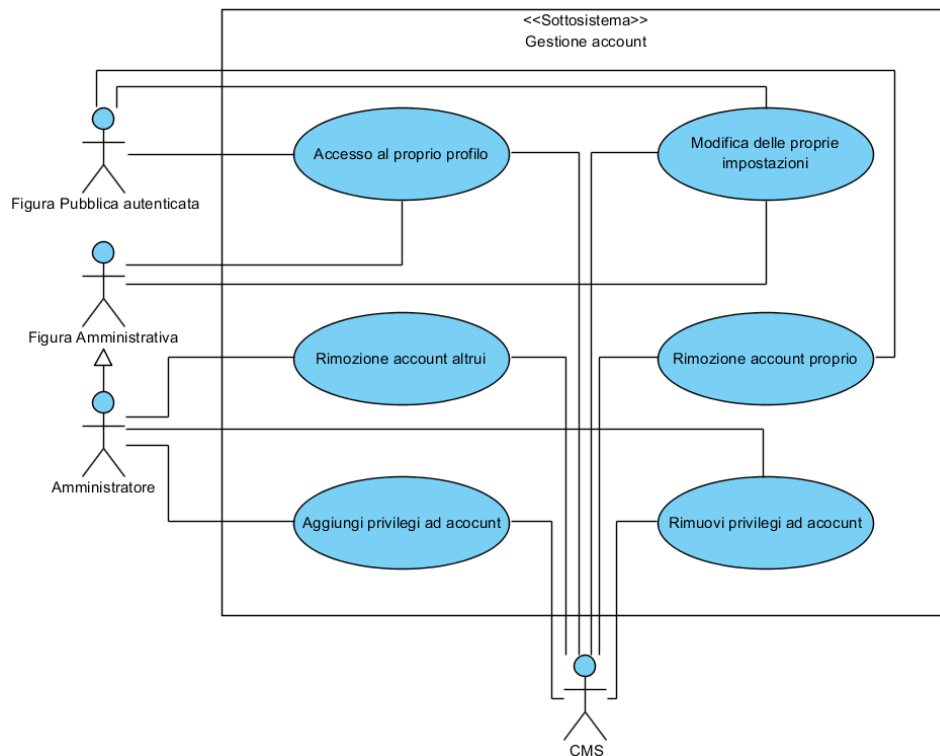 <<Sottosistema>>
Gestione account
Accesso al proprio profilo
Modifica delle proprie
impostazioni
Figura Pubblica autenticata
Figura Amministrativa
Rimozione account altrui
Rimozione account proprio
Amministratore
Aggiungi privilegi ad acocunt
Rimuovi privilegi ad acocunt
CMS